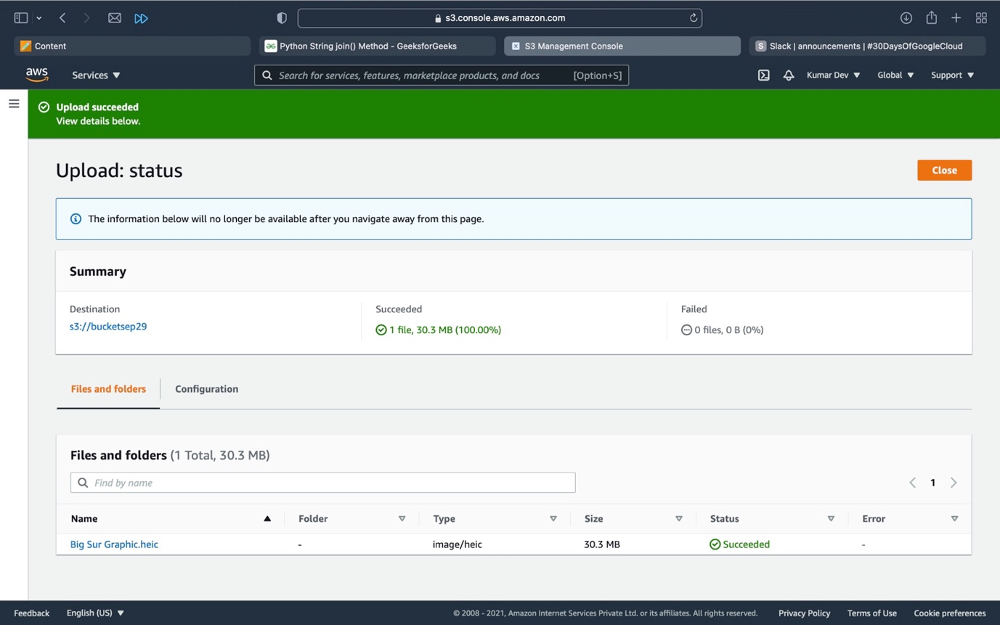 s3.console.aws.amazon.com
Content
Python String join() Method - GeeksforGeeks
S3 Management Console
S Slack | announcements | #30DaysOfGoogleCloud
aws
Services
Search for services, features, marketplace products, and docs [Option+S]
Kumar Dev
Global
Support
Upload succeeded
View details below.
Upload: status
Close
The information below will no longer be available after you navigate away from this page.
Summary
Destination Succeeded Failed
s3://bucketsep29 1 file, 30.3 MB (100.00%) 0 files, 0 B (0%)
Files and folders Configuration
Files and folders (1 Total, 30.3 MB)
Find by name 1
Name Folder Type Size Status Error
Big Sur Graphic.heic - image/heic 30.3 MB Succeeded -
Feedback English (US) © 2008 - 2021, Amazon Internet Services Private Ltd. or its affiliates. All rights reserved. Privacy Policy Terms of Use Cookie preferences